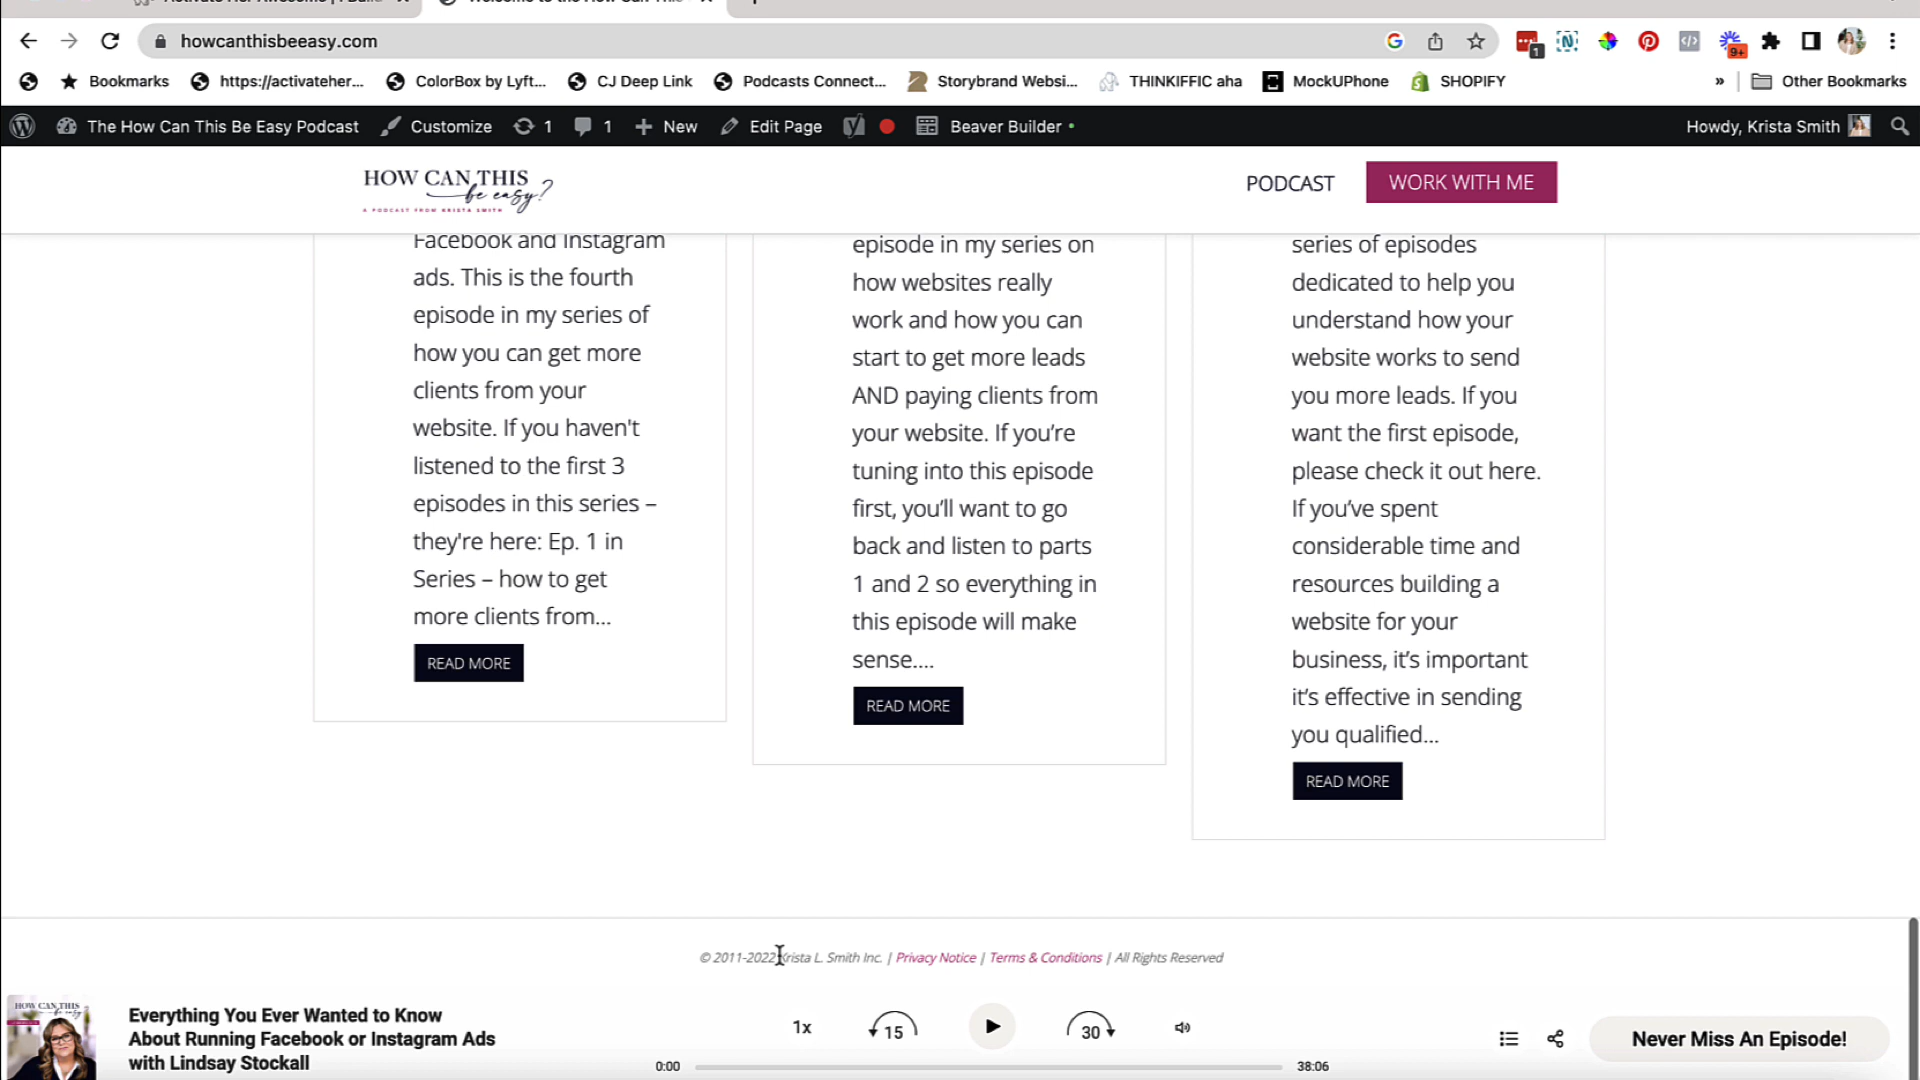 howcanthisbeeasy.com
Bookmarks https://activateher... ColorBox by Lyft... CJ Deep Link Podcasts Connect... Storybrand Websi... THINKIFFIC aha MockUPhone SHOPIFY » Other Bookmarks
The How Can This Be Easy Podcast Customize 1 1 New Edit Page Beaver Builder Howdy, Krista Smith
HOW CAN THIS
be easy?
A PODCAST FROM KRISTA SMITH
PODCAST WORK WITH ME
Facebook and Instagram
ads. This is the fourth
episode in my series of
how you can get more
clients from your
website. If you haven't
listened to the first 3
episodes in this series –
they're here: Ep. 1 in
Series – how to get
more clients from...
READ MORE
episode in my series on
how websites really
work and how you can
start to get more leads
AND paying clients from
your website. If you’re
tuning into this episode
first, you’ll want to go
back and listen to parts
1 and 2 so everything in
this episode will make
sense....
READ MORE
series of episodes
dedicated to help you
understand how your
website works to send
you more leads. If you
want the first episode,
please check it out here.
If you’ve spent
considerable time and
resources building a
website for your
business, it’s important
it’s effective in sending
you qualified...
READ MORE
© 2011-2022 Krista L. Smith Inc. | Privacy Notice | Terms & Conditions | All Rights Reserved
HOW CAN THIS
be easy
Everything You Ever Wanted to Know
About Running Facebook or Instagram Ads
with Lindsay Stockall
1x 15 30
0:00 38:06
Never Miss An Episode!